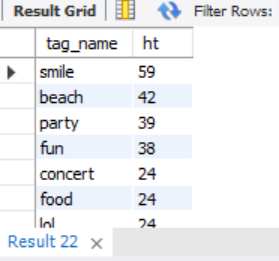 Result Grid Filter Rows:
tag_name ht
smile 59
beach 42
party 39
fun 38
concert 24
food 24
lol 24
Result 22 ×